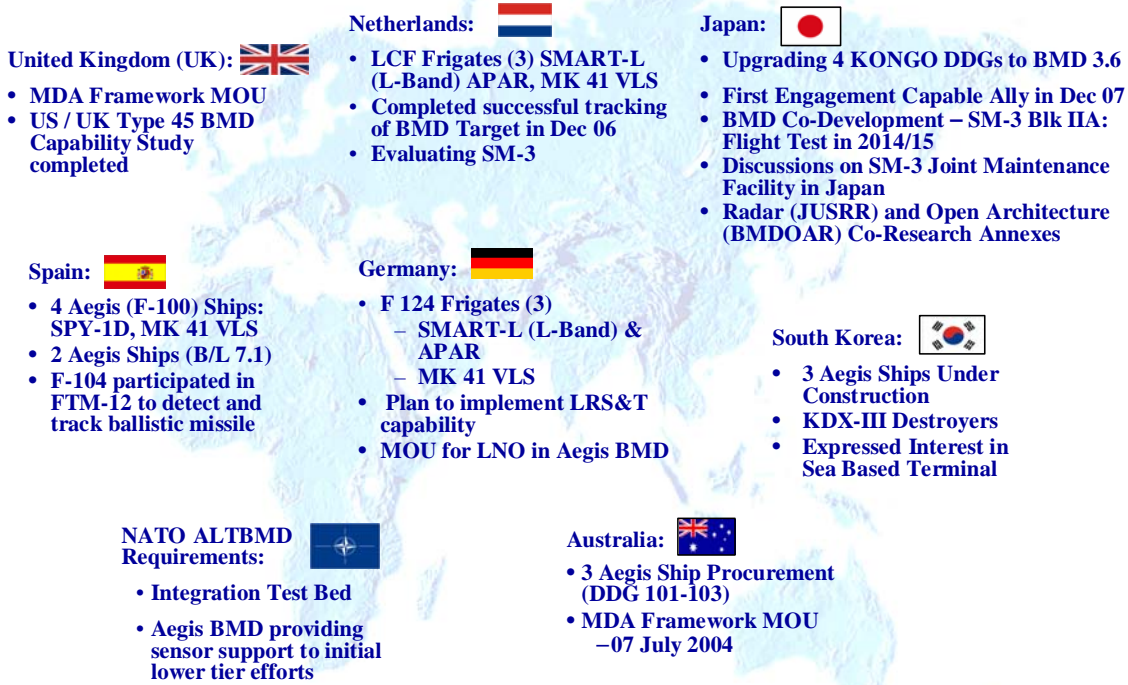 United Kingdom (UK):
• MDA Framework MOU
• US / UK Type 45 BMD
Capability Study
completed
Netherlands:
• LCF Frigates (3) SMART-L
(L-Band) APAR, MK 41 VLS
• Completed successful tracking
of BMD Target in Dec 06
• Evaluating SM-3
Japan:
• Upgrading 4 KONGO DDGs to BMD 3.6
• First Engagement Capable Ally in Dec 07
• BMD Co-Development – SM-3 Blk IIA:
Flight Test in 2014/15
• Discussions on SM-3 Joint Maintenance
Facility in Japan
• Radar (JUSRR) and Open Architecture
(BMDOAR) Co-Research Annexes
Spain:
• 4 Aegis (F-100) Ships:
SPY-1D, MK 41 VLS
• 2 Aegis Ships (B/L 7.1)
• F-104 participated in
FTM-12 to detect and
track ballistic missile
Germany:
• F 124 Frigates (3)
– SMART-L (L-Band) &
APAR
– MK 41 VLS
• Plan to implement LRS&T
capability
• MOU for LNO in Aegis BMD
South Korea:
• 3 Aegis Ships Under
Construction
• KDX-III Destroyers
• Expressed Interest in
Sea Based Terminal
NATO ALTBMD
Requirements:
• Integration Test Bed
• Aegis BMD providing
sensor support to initial
lower tier efforts
Australia:
• 3 Aegis Ship Procurement
(DDG 101-103)
• MDA Framework MOU
–07 July 2004